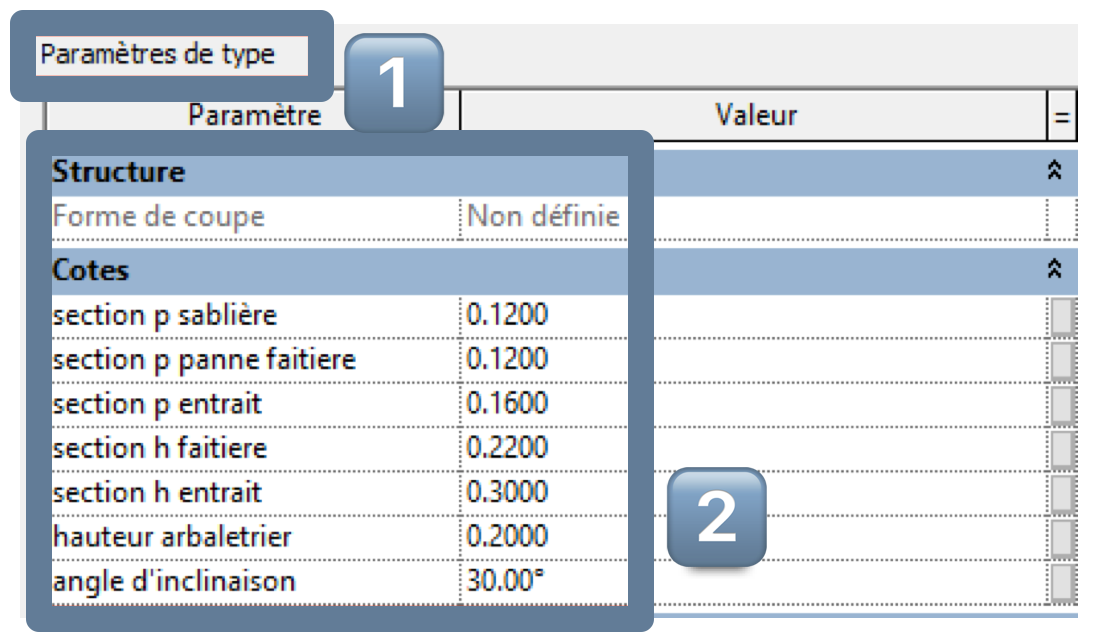 Paramètres de type
1
Paramètre Valeur =
Structure
Forme de coupe Non définie
Cotes
section p sablière 0.1200
section p panne faitiere 0.1200
section p entrait 0.1600
section h faitiere 0.2200
section h entrait 0.3000
2
hauteur arbaletrier 0.2000
angle d'inclinaison 30.00°